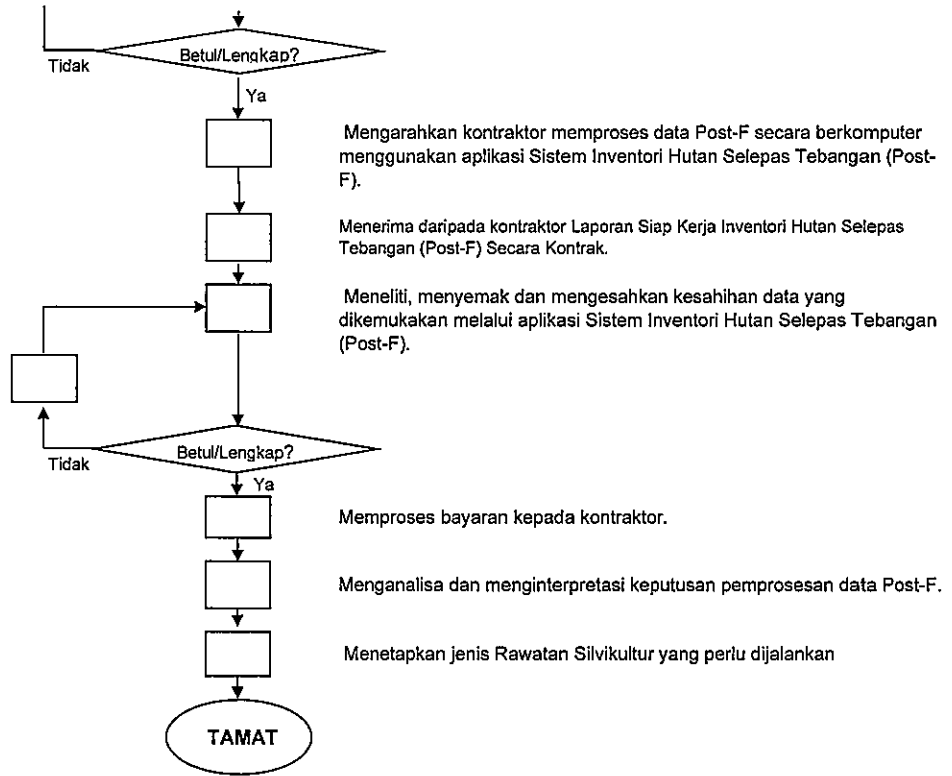 Betul/Lengkap?
Tidak
Ya
Mengarahkan kontraktor memproses data Post-F secara berkomputer
menggunakan aplikasi Sistem Inventori Hutan Selepas Tebangan (Post-
F).
Menerima daripada kontraktor Laporan Siap Kerja Inventori Hutan Selepas
Tebangan (Post-F) Secara Kontrak.
Meneliti, menyemak dan mengesahkan kesahihan data yang
dikemukakan melalui aplikasi Sistem Inventori Hutan Selepas Tebangan
(Post-F).
Betul/Lengkap?
Tidak
Ya
Memproses bayaran kepada kontraktor.
Menganalisa dan menginterpretasi keputusan pemprosesan data Post-F.
Menetapkan jenis Rawatan Silvikultur yang perlu dijalankan
TAMAT